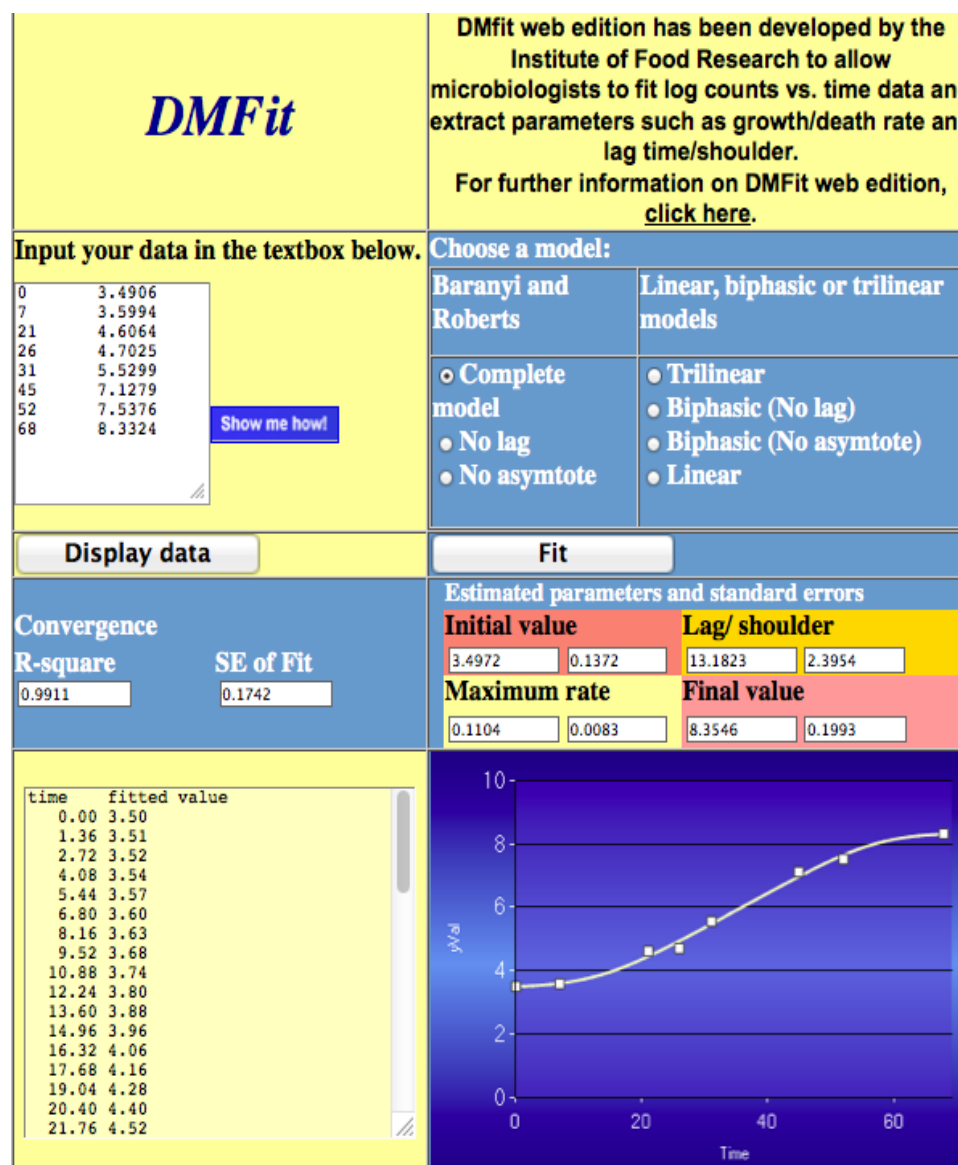 DMFit
DMfit web edition has been developed by the
Institute of Food Research to allow
microbiologists to fit log counts vs. time data an
extract parameters such as growth/death rate an
lag time/shoulder.
For further information on DMFit web edition,
click here.
Input your data in the textbox below.
0 3.4906
7 3.5994
21 4.6064
26 4.7025
31 5.5299
45 7.1279
52 7.5376
68 8.3324
Show me how!
Choose a model:
Baranyi and
Roberts
Linear, biphasic or trilinear
models
Complete
model
No lag
No asymtote
Trilinear
Biphasic (No lag)
Biphasic (No asymtote)
Linear
Display data
Fit
Convergence
R-square SE of Fit
0.9911 0.1742
Estimated parameters and standard errors
Initial value Lag/ shoulder
3.4972 0.1372 13.1823 2.3954
Maximum rate Final value
0.1104 0.0083 8.3546 0.1993
time fitted value
0.00 3.50
1.36 3.51
2.72 3.52
4.08 3.54
5.44 3.57
6.80 3.60
8.16 3.63
9.52 3.68
10.88 3.74
12.24 3.80
13.60 3.88
14.96 3.96
16.32 4.06
17.68 4.16
19.04 4.28
20.40 4.40
21.76 4.52
10
8
6
4
2
0
yVal
0 20 40 60
Time